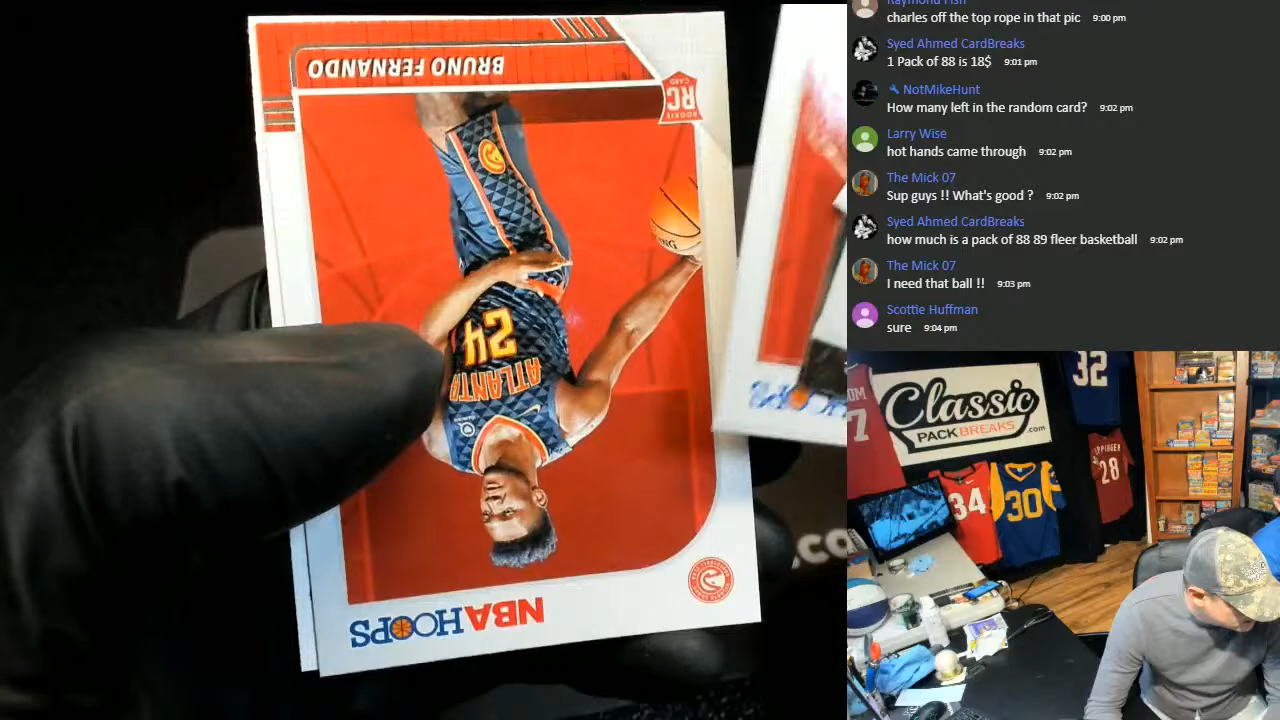 BRUNO FERNANDO
RC
ROOKIE
CARD
24
ATLANTA
NBA HOOPS
charles off the top rope in that pic 9:00 pm
Syed Ahmed CardBreaks
1 Pack of 88 is 18$ 9:01 pm
NotMikeHunt
How many left in the random card? 9:02 pm
Larry Wise
hot hands came through 9:02 pm
The Mick 07
Sup guys !! What's good ? 9:02 pm
Syed Ahmed CardBreaks
how much is a pack of 88 89 fleer basketball 9:02 pm
The Mick 07
I need that ball !! 9:03 pm
Scottie Huffman
sure 9:04 pm
Classic
PACKBREAKS.com
32
34
30
28
7